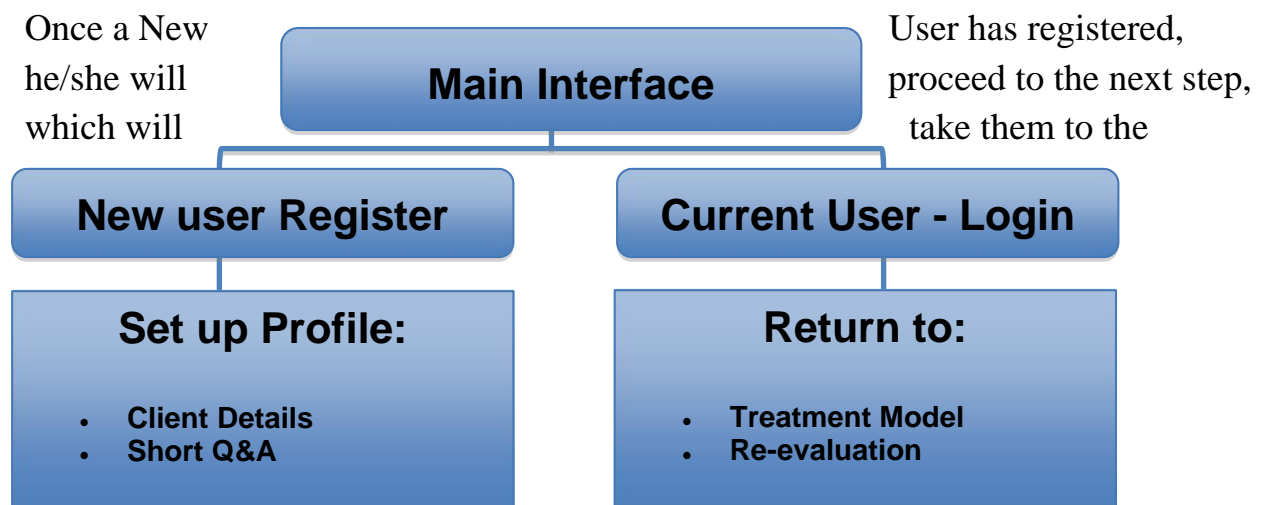 Once a New User has registered,
he/she will proceed to the next step,
which will take them to the
Main Interface
New user Register
Current User - Login
Set up Profile:
• Client Details
• Short Q&A
Return to:
• Treatment Model
• Re-evaluation